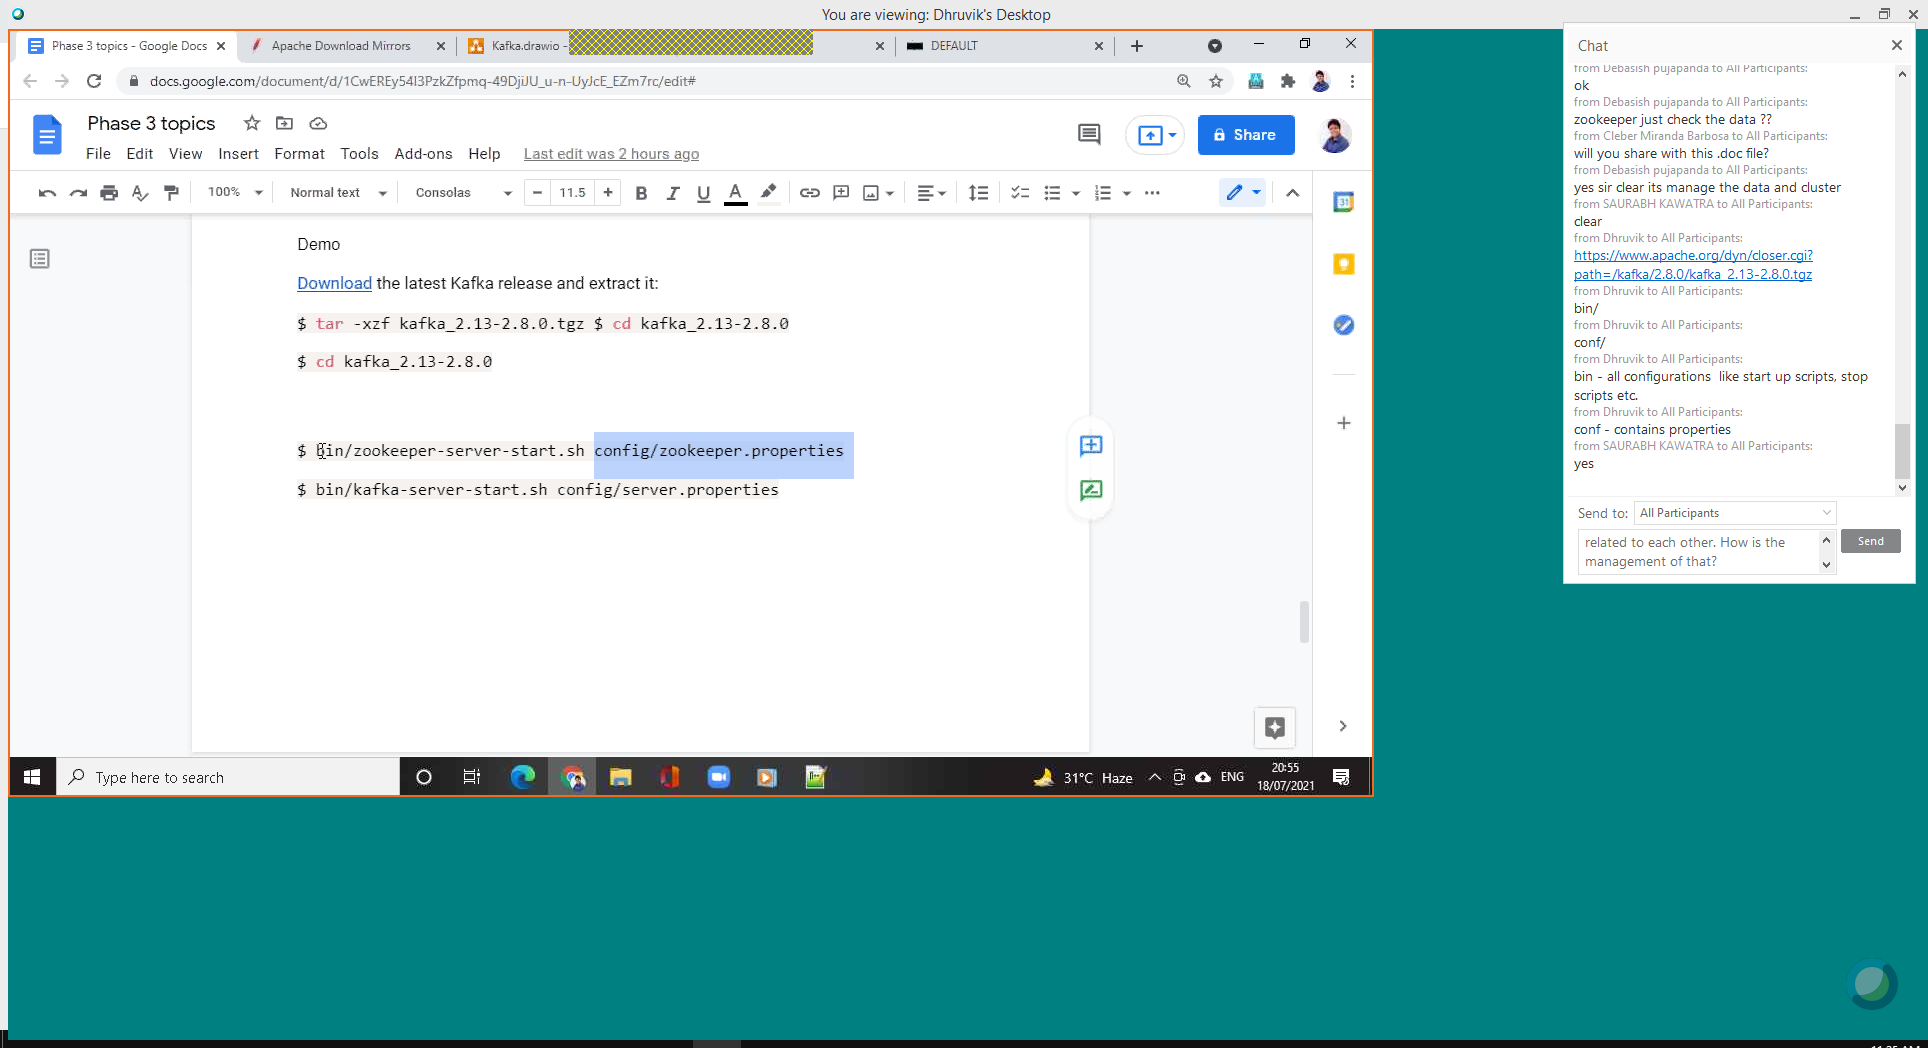 You are viewing: Dhruvik's Desktop
Phase 3 topics - Google Docs
Apache Download Mirrors
Kafka.drawio -
DEFAULT
docs.google.com/document/d/1CwEREy54I3PzkZfpmq-49DjiJU_u-n-UyJcE_EZm7rc/edit#
Phase 3 topics
Share
File Edit View Insert Format Tools Add-ons Help Last edit was 2 hours ago
100% Normal text Consolas 11.5 B I U A
Demo
Download the latest Kafka release and extract it:
$ tar -xzf kafka_2.13-2.8.0.tgz $ cd kafka_2.13-2.8.0
$ cd kafka_2.13-2.8.0
$ bin/zookeeper-server-start.sh config/zookeeper.properties
$ bin/kafka-server-start.sh config/server.properties
31
Type here to search
31°C Haze
ENG
20:55
18/07/2021
Chat
from Debasish pujapanda to All Participants:
ok
from Debasish pujapanda to All Participants:
zookeeper just check the data ??
from Cleber Miranda Barbosa to All Participants:
will you share with this .doc file?
from Debasish pujapanda to All Participants:
yes sir clear its manage the data and cluster
from SAURABH KAWATRA to All Participants:
clear
from Dhruvik to All Participants:
https://www.apache.org/dyn/closer.cgi?
path=/kafka/2.8.0/kafka_2.13-2.8.0.tgz
from Dhruvik to All Participants:
bin/
from Dhruvik to All Participants:
conf/
from Dhruvik to All Participants:
bin - all configurations like start up scripts, stop
scripts etc.
from Dhruvik to All Participants:
conf - contains properties
from SAURABH KAWATRA to All Participants:
yes
Send to: All Participants
related to each other. How is the
management of that?
Send